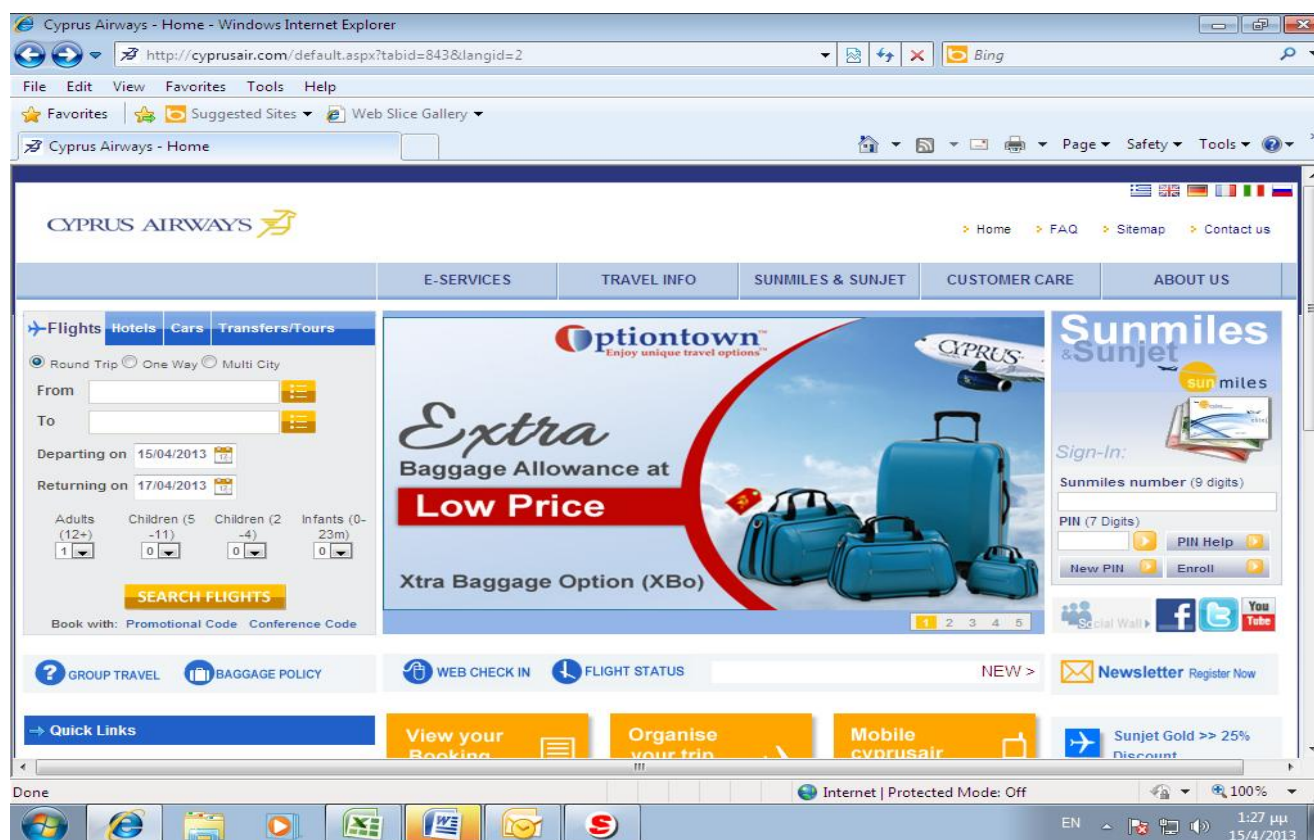 Cyprus Airways - Home - Windows Internet Explorer
http://cyprusair.com/default.aspx?tabid=843&langid=2
Bing
File Edit View Favorites Tools Help
Favorites Suggested Sites Web Slice Gallery
Cyprus Airways - Home
Page Safety Tools
CYPRUS AIRWAYS
Home FAQ Sitemap Contact us
E-SERVICES TRAVEL INFO SUNMILES & SUNJET CUSTOMER CARE ABOUT US
Flights Hotels Cars Transfers/Tours
Round Trip One Way Multi City
From
To
Departing on 15/04/2013
Returning on 17/04/2013
Adults Children (5 Children (2 Infants (0-
(12+) -11) -4) 23m)
1 0 0 0
SEARCH FLIGHTS
Book with: Promotional Code Conference Code
Optiontown™
Enjoy unique travel options
CYPRUS
Extra
Baggage Allowance at
Low Price
Xtra Baggage Option (XBo)
1 2 3 4 5
Sunmiles
&Sunjet
sun miles
Sign-In:
Sunmiles number (9 digits)
PIN (7 Digits)
PIN Help
New PIN Enroll
Social Wall
f
You
Tube
GROUP TRAVEL BAGGAGE POLICY
WEB CHECK IN FLIGHT STATUS NEW >
Newsletter Register Now
Quick Links
View your
Booking
Organise
your trip
Mobile
cyprusair
Sunjet Gold >> 25%
Discount
Done
Internet | Protected Mode: Off
100%
EN
1:27 μμ
15/4/2013